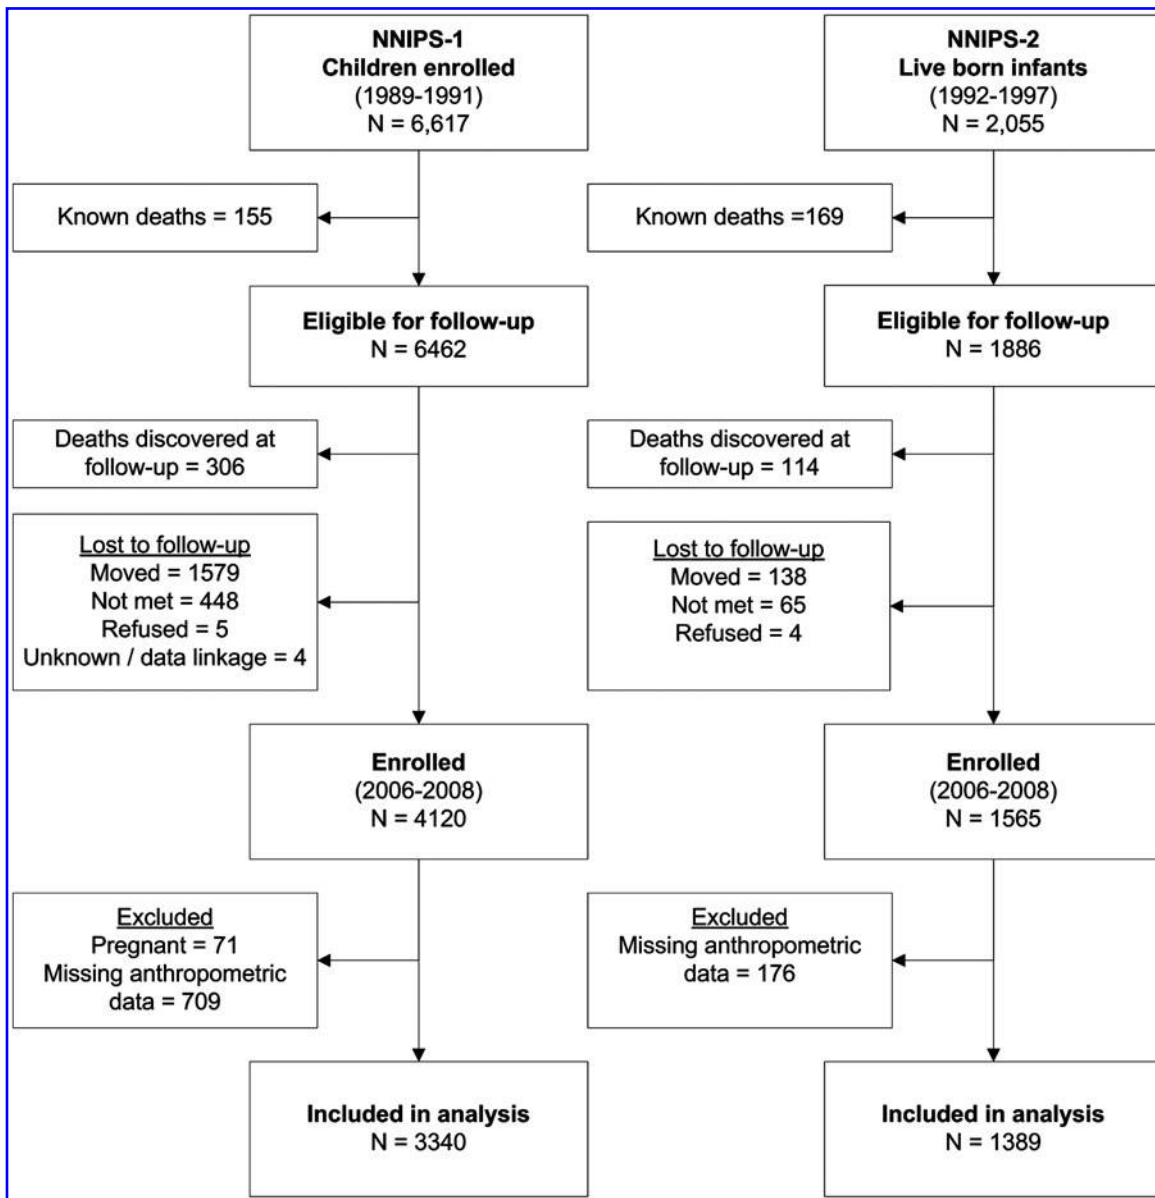 NNIPS-1
Children enrolled
(1989-1991)
N = 6,617
Known deaths = 155
Eligible for follow-up
N = 6462
Deaths discovered at
follow-up = 306
Lost to follow-up
Moved = 1579
Not met = 448
Refused = 5
Unknown / data linkage = 4
Enrolled
(2006-2008)
N = 4120
Excluded
Pregnant = 71
Missing anthropometric
data = 709
Included in analysis
N = 3340
NNIPS-2
Live born infants
(1992-1997)
N = 2,055
Known deaths =169
Eligible for follow-up
N = 1886
Deaths discovered at
follow-up = 114
Lost to follow-up
Moved = 138
Not met = 65
Refused = 4
Enrolled
(2006-2008)
N = 1565
Excluded
Missing anthropometric
data = 176
Included in analysis
N = 1389